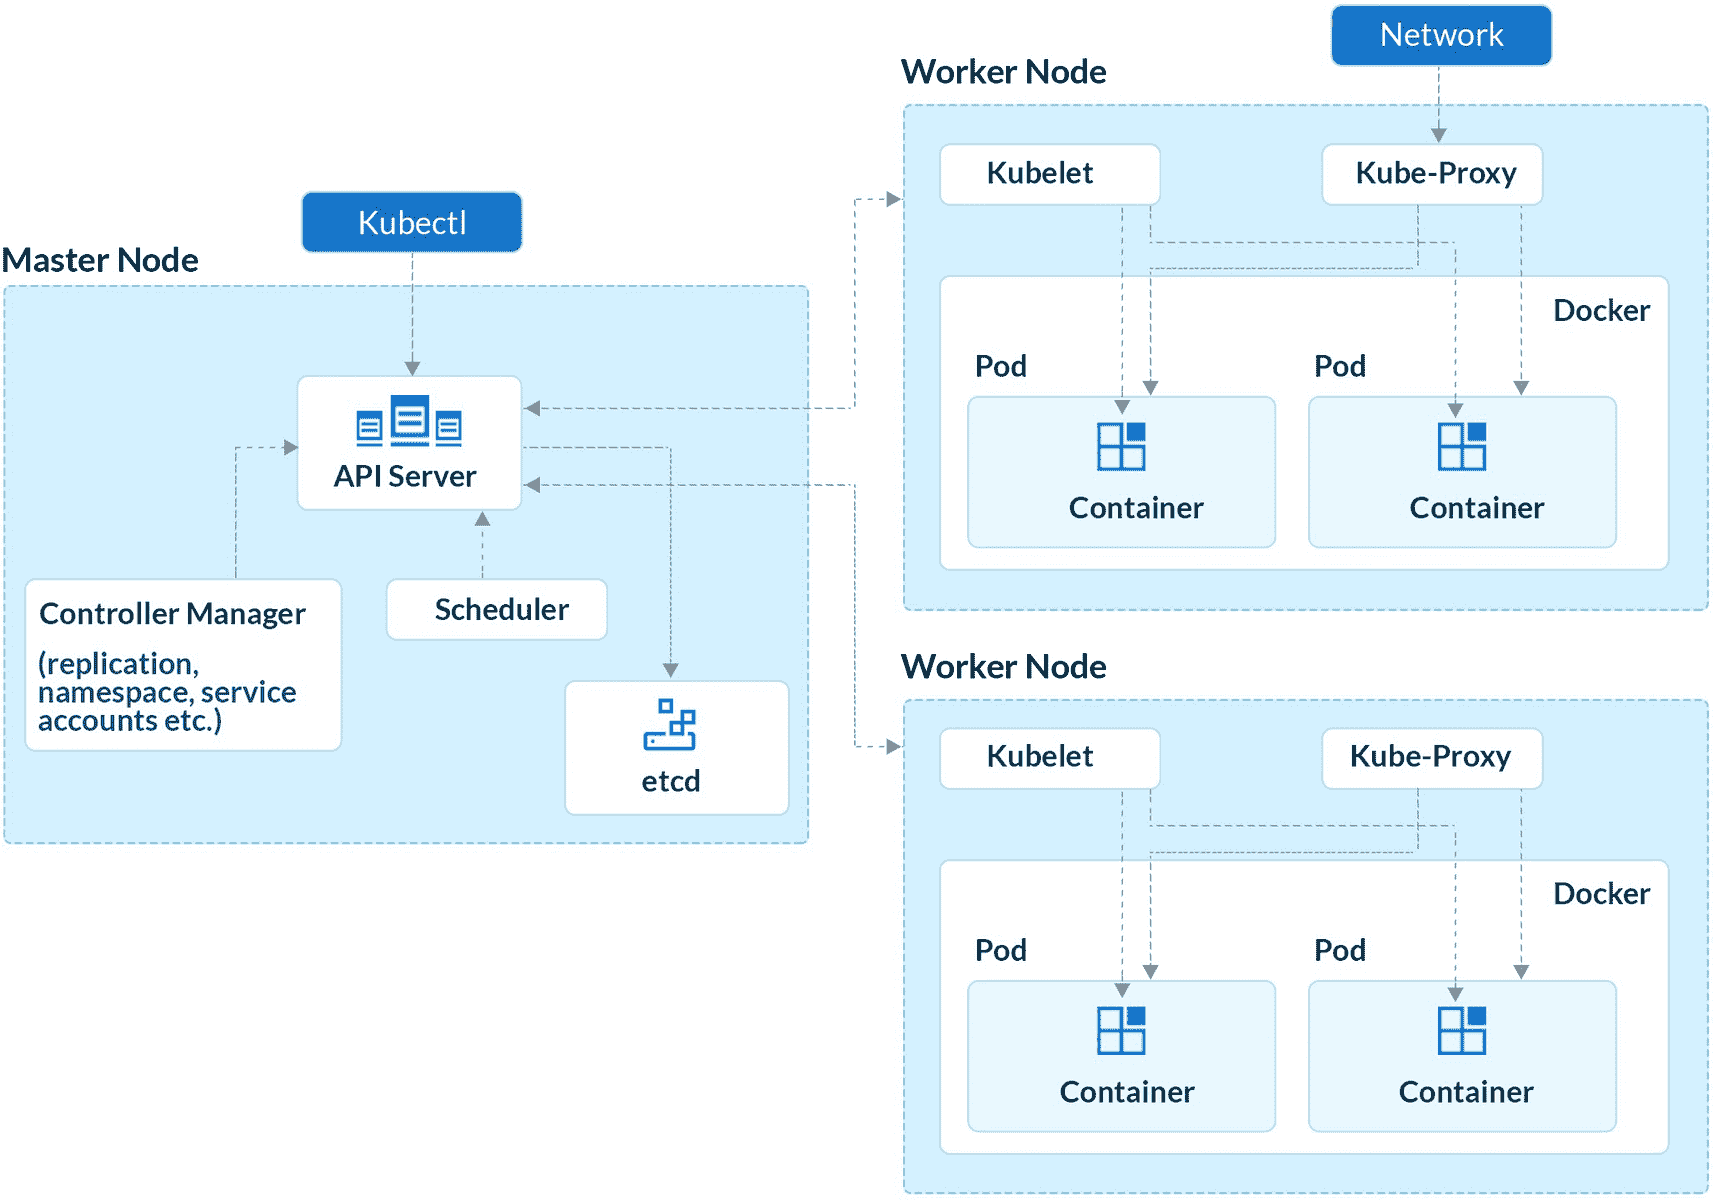 Kubectl
Master Node
API Server
Controller Manager
(replication,
namespace, service
accounts etc.)
Scheduler
etcd
Network
Worker Node
Kubelet
Kube-Proxy
Docker
Pod
Pod
Container
Container
Worker Node
Kubelet
Kube-Proxy
Docker
Pod
Pod
Container
Container